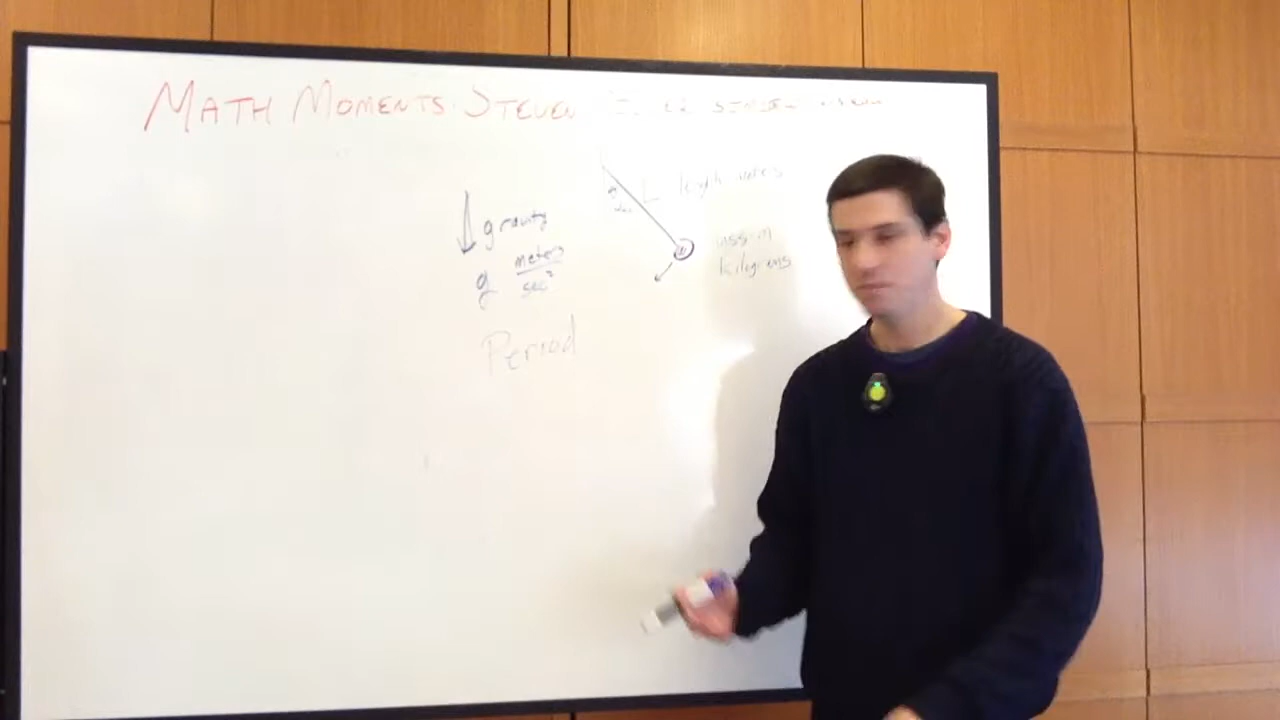 MATH MOMENTS: STEVEN
L length meters
gravity
g meters
sec²
mass m
kilograms
Period